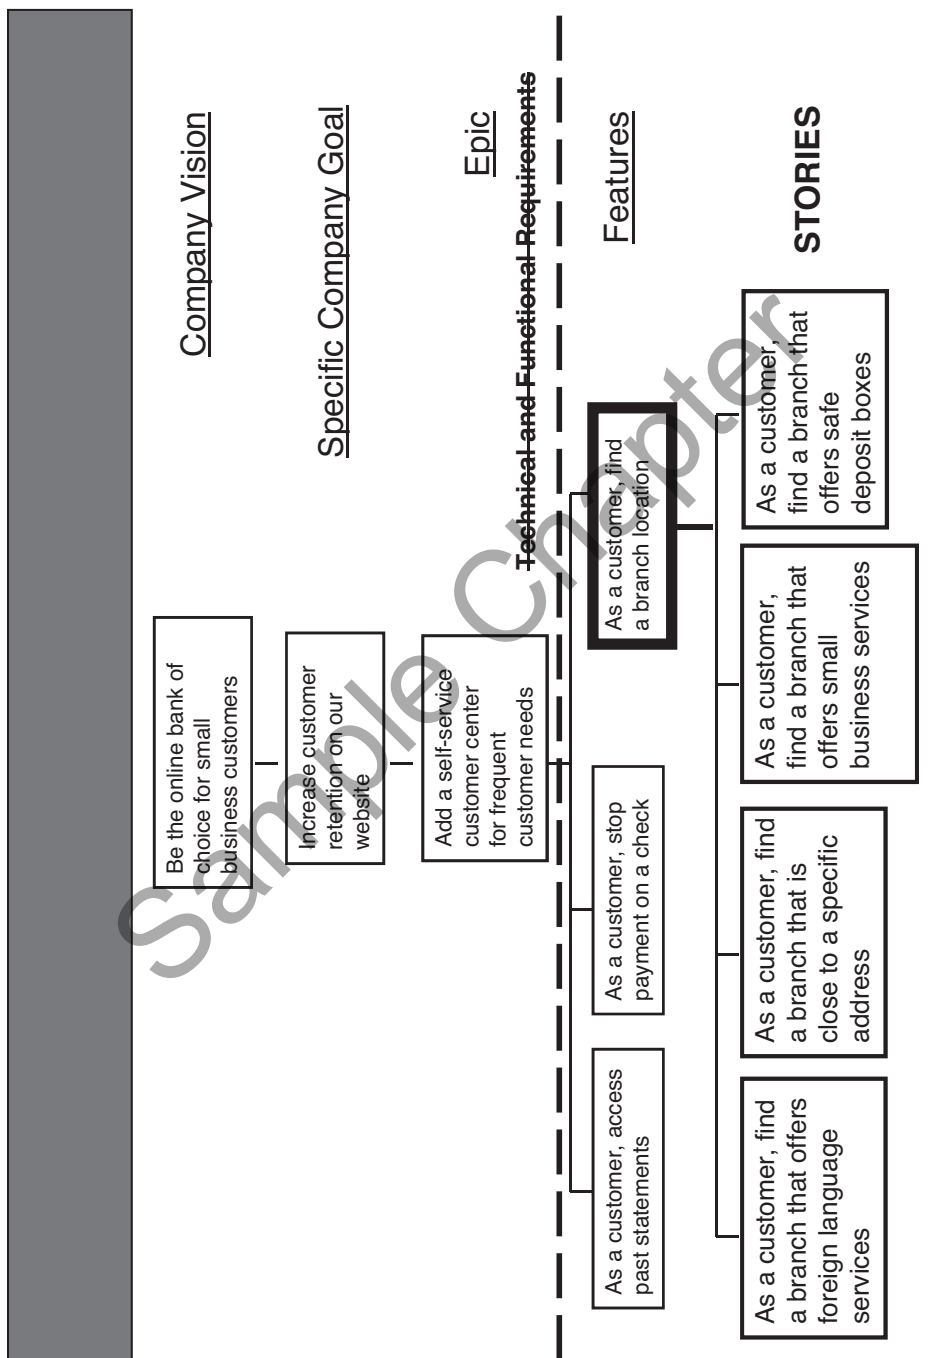 Company Vision
Be the online bank of
choice for small
business customers
Specific Company Goal
Increase customer
retention on our
website
Epic
Add a self-service
customer center
for frequent
customer needs
Technical and Functional Requirements
Features
As a customer, access
past statements
As a customer, stop
payment on a check
As a customer, find
a branch location
STORIES
As a customer, find
a branch that offers
foreign language
services
As a customer, find
a branch that is
close to a specific
address
As a customer,
find a branch that
offers small
business services
As a customer,
find a branch that
offers safe
deposit boxes
Sample Chapter